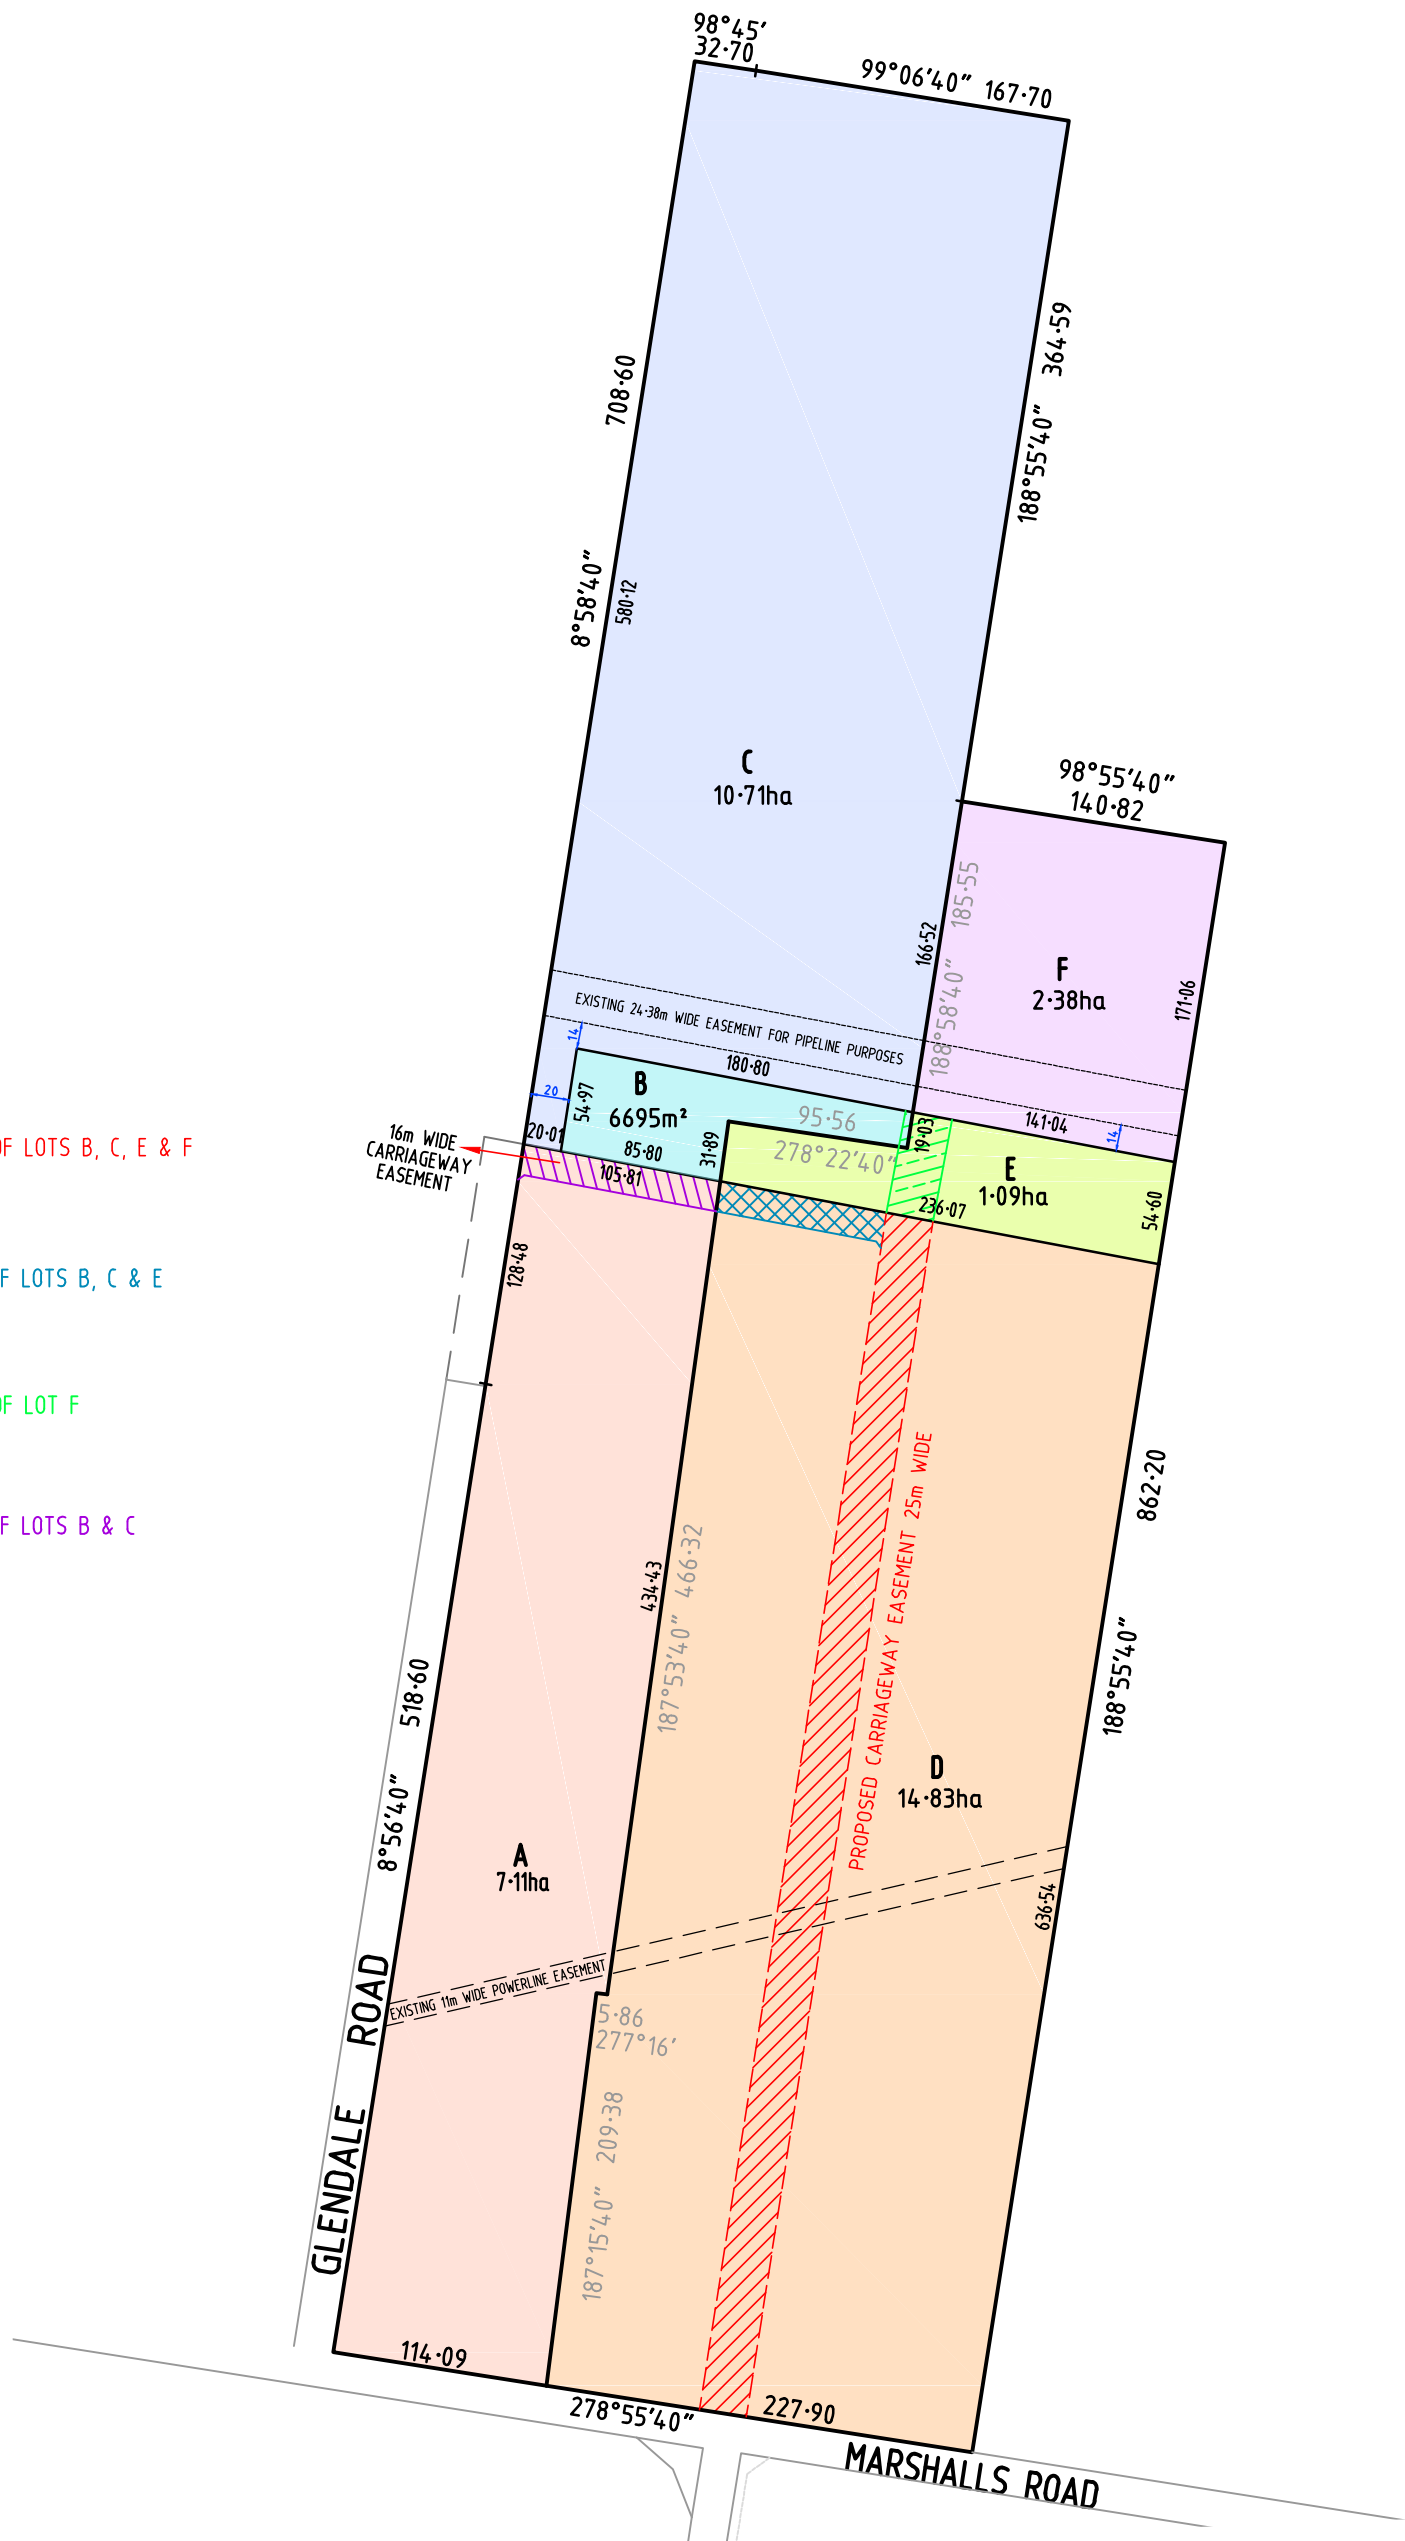 98°45′
32·70
99°06′40″ 167·70
708·60
8°58′40″
580·12
364·59
188°55′40″
C
10·71ha
98°55′40″
140·82
185·55
188°58′40″
166·52
F
2·38ha
171·06
EXISTING 24·38m WIDE EASEMENT FOR PIPELINE PURPOSES
14
180·80
20
54·97
B
6695m²
95·56
278°22′40″
19·03
141·04
14
OF LOTS B, C, E & F
16m WIDE
CARRIAGEWAY
EASEMENT
20·01
85·80
31·89
105·81
E
1·09ha
236·07
54·60
128·48
F LOTS B, C & E
OF LOT F
F LOTS B & C
862·20
188°55′40″
PROPOSED CARRIAGEWAY EASEMENT 25m WIDE
434·43
187°53′40″ 466·32
518·60
8°56′40″
D
14·83ha
A
7·11ha
636·54
EXISTING 11m WIDE POWERLINE EASEMENT
5·86
277°16′
187°15′40″ 209·38
GLENDALE ROAD
114·09
278°55′40″
227·90
MARSHALLS ROAD